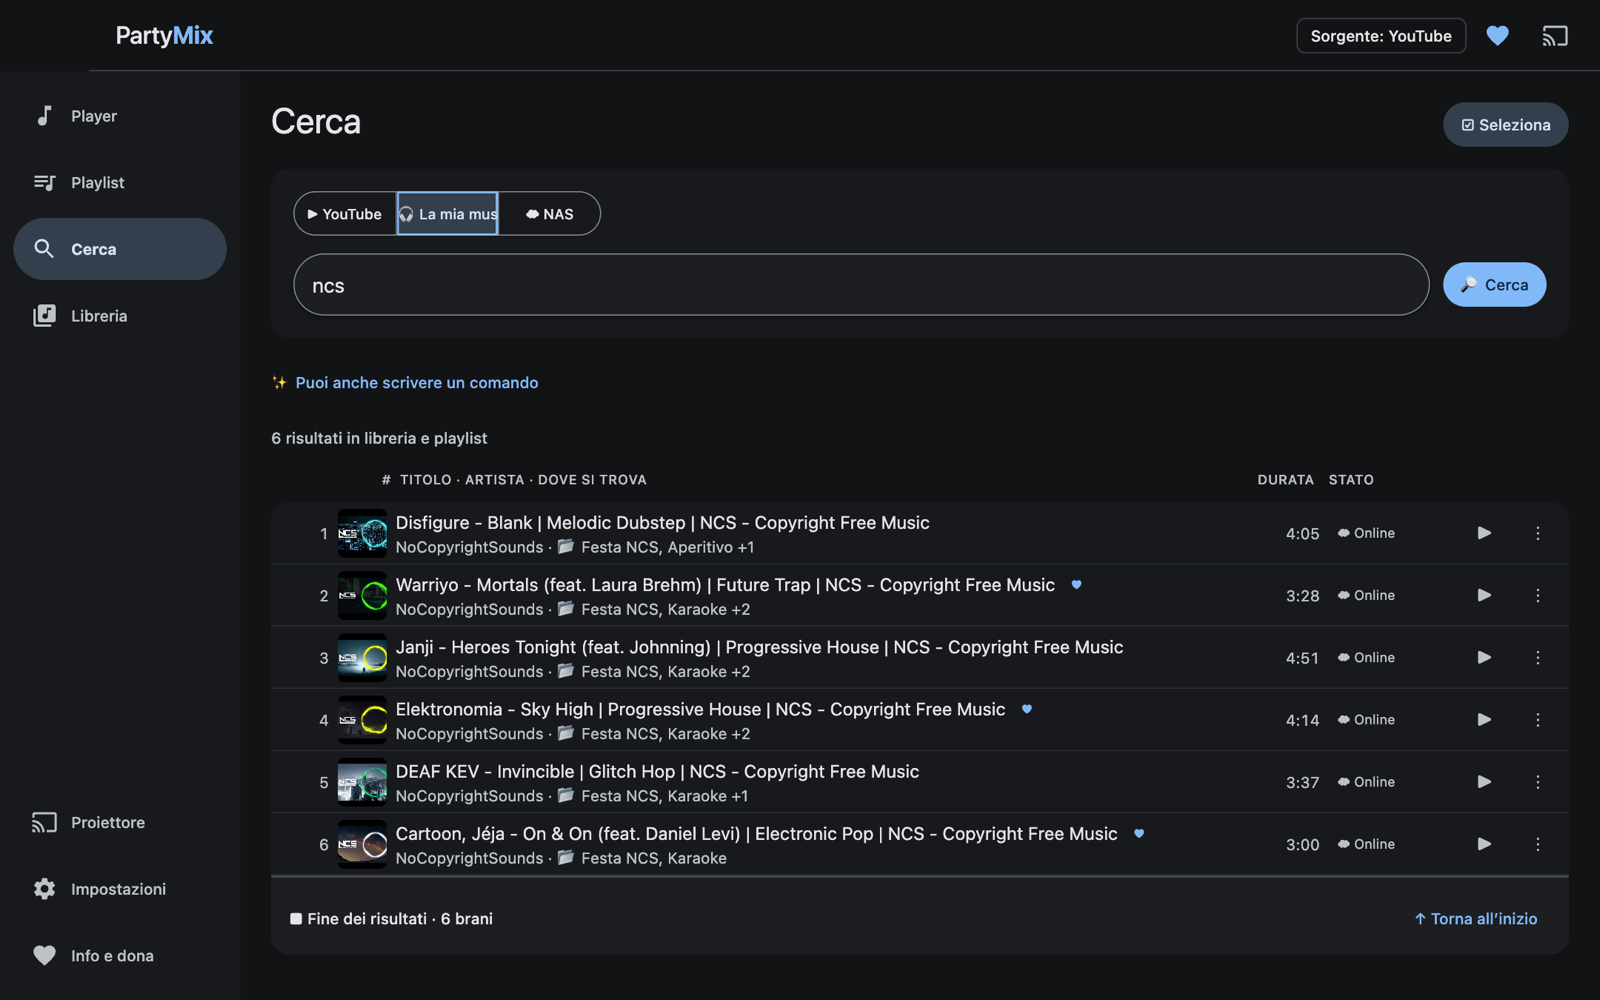 PartyMix
Sorgente: YouTube
Player
Playlist
Cerca
Libreria
Proiettore
Impostazioni
Info e dona
Cerca
Seleziona
YouTube
La mia mus
NAS
ncs
Cerca
Puoi anche scrivere un comando
6 risultati in libreria e playlist
# TITOLO · ARTISTA · DOVE SI TROVA DURATA STATO
1 Disfigure - Blank | Melodic Dubstep | NCS - Copyright Free Music 4:05 Online
NoCopyrightSounds · Festa NCS, Aperitivo +1
2 Warriyo - Mortals (feat. Laura Brehm) | Future Trap | NCS - Copyright Free Music 3:28 Online
NoCopyrightSounds · Festa NCS, Karaoke +2
3 Janji - Heroes Tonight (feat. Johnning) | Progressive House | NCS - Copyright Free Music 4:51 Online
NoCopyrightSounds · Festa NCS, Karaoke +2
4 Elektronomia - Sky High | Progressive House | NCS - Copyright Free Music 4:14 Online
NoCopyrightSounds · Festa NCS, Karaoke +2
5 DEAF KEV - Invincible | Glitch Hop | NCS - Copyright Free Music 3:37 Online
NoCopyrightSounds · Festa NCS, Karaoke +1
6 Cartoon, Jéja - On & On (feat. Daniel Levi) | Electronic Pop | NCS - Copyright Free Music 3:00 Online
NoCopyrightSounds · Festa NCS, Karaoke
Fine dei risultati · 6 brani
↑ Torna all’inizio